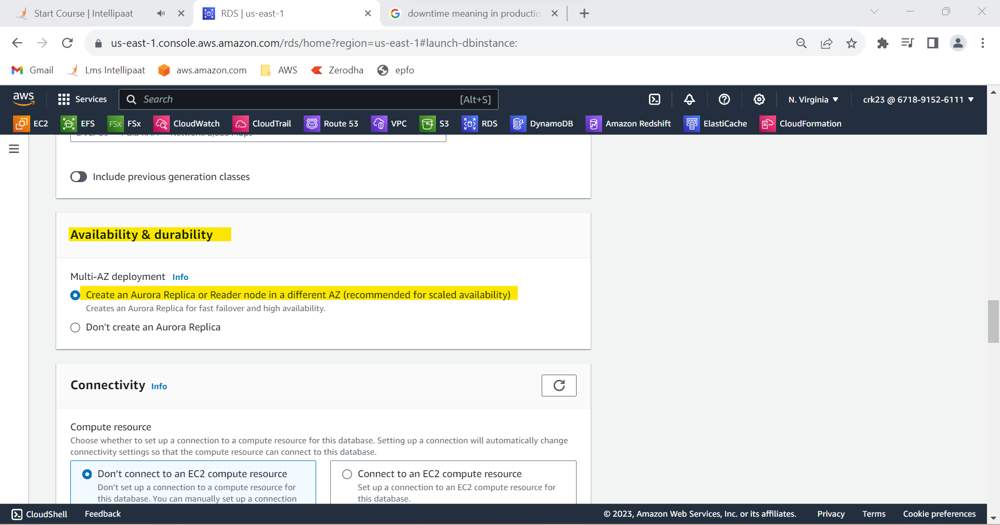 Start Course | Intellipaat
RDS | us-east-1
downtime meaning in productio
us-east-1.console.aws.amazon.com/rds/home?region=us-east-1#launch-dbinstance:
Gmail
Lms Intellipaat
aws.amazon.com
AWS
Zerodha
epfo
aws
Services
Search
[Alt+S]
N. Virginia
crk23 @ 6718-9152-6111
EC2
EFS
FSx
FSx
CloudWatch
CloudTrail
53
Route 53
VPC
S3
RDS
DynamoDB
Amazon Redshift
ElastiCache
CloudFormation
Include previous generation classes
Availability & durability
Multi-AZ deployment Info
Create an Aurora Replica or Reader node in a different AZ (recommended for scaled availability)
Creates an Aurora Replica for fast failover and high availability.
Don't create an Aurora Replica
Connectivity Info
Compute resource
Choose whether to set up a connection to a compute resource for this database. Setting up a connection will automatically change
connectivity settings so that the compute resource can connect to this database.
Don’t connect to an EC2 compute resource
Don’t set up a connection to a compute resource for
this database. You can manually set up a connection
Connect to an EC2 compute resource
Set up a connection to an EC2 compute resource for
this database.
CloudShell
Feedback
© 2023, Amazon Web Services, Inc. or its affiliates.
Privacy
Terms
Cookie preferences